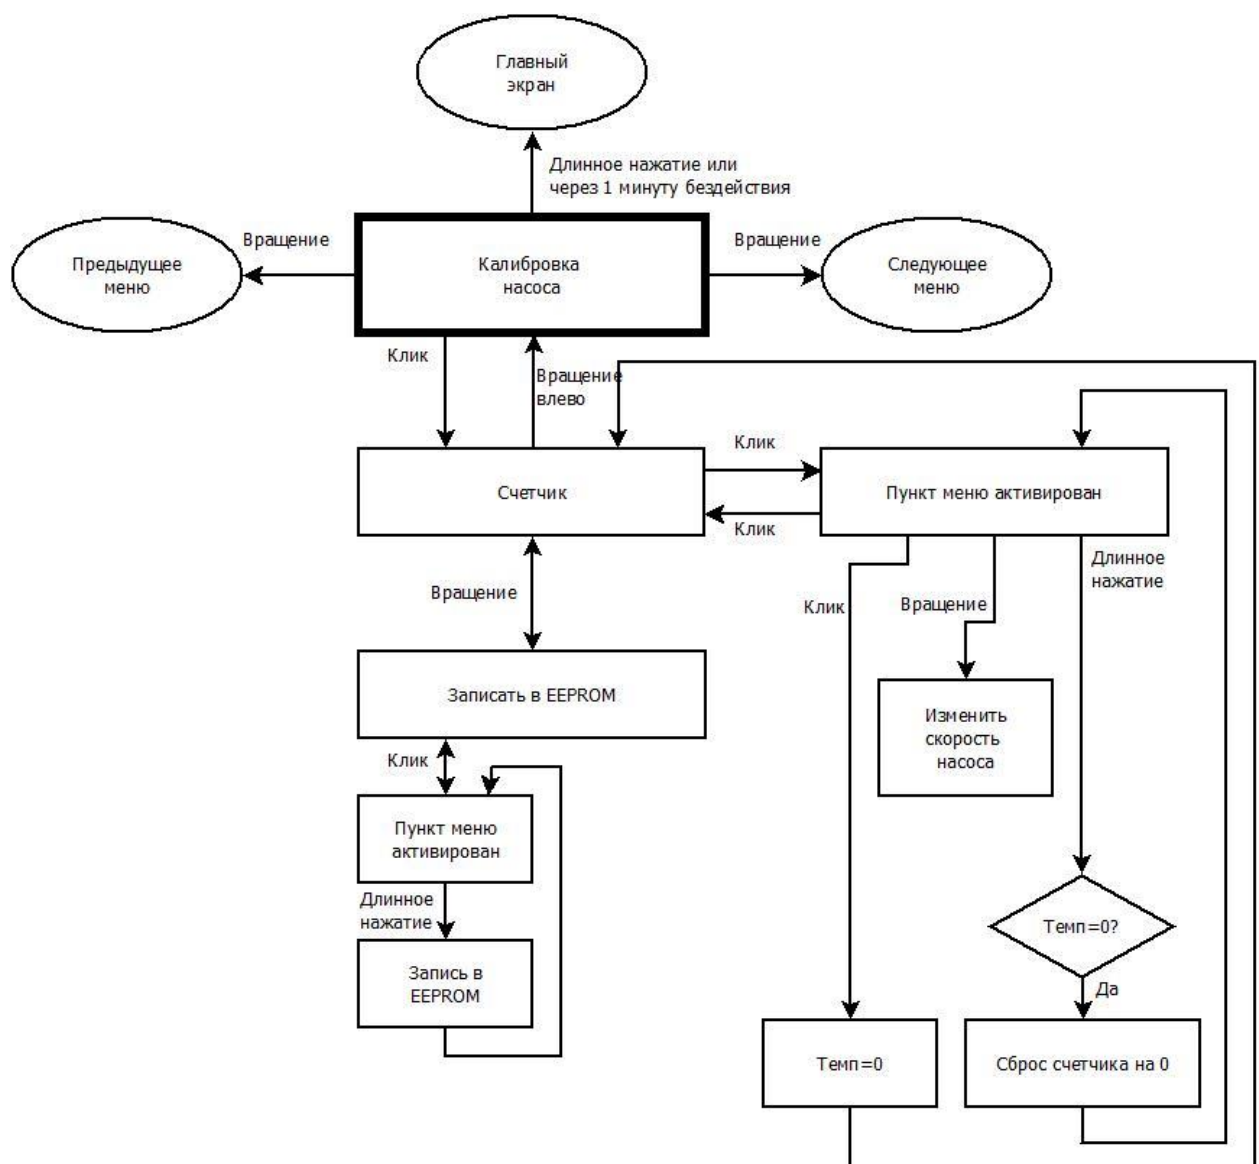 Главный
экран
Длинное нажатие или
через 1 минуту бездействия
Вращение
Вращение
Предыдущее
меню
Калибровка
насоса
Следующее
меню
Клик
Вращение
влево
Клик
Счетчик
Пункт меню активирован
Клик
Длинное
нажатие
Вращение
Клик
Вращение
Записать в EEPROM
Изменить
скорость
насоса
Клик
Пункт меню
активирован
Длинное
нажатие
Темп=0?
Запись в
EEPROM
Да
Темп=0
Сброс счетчика на 0